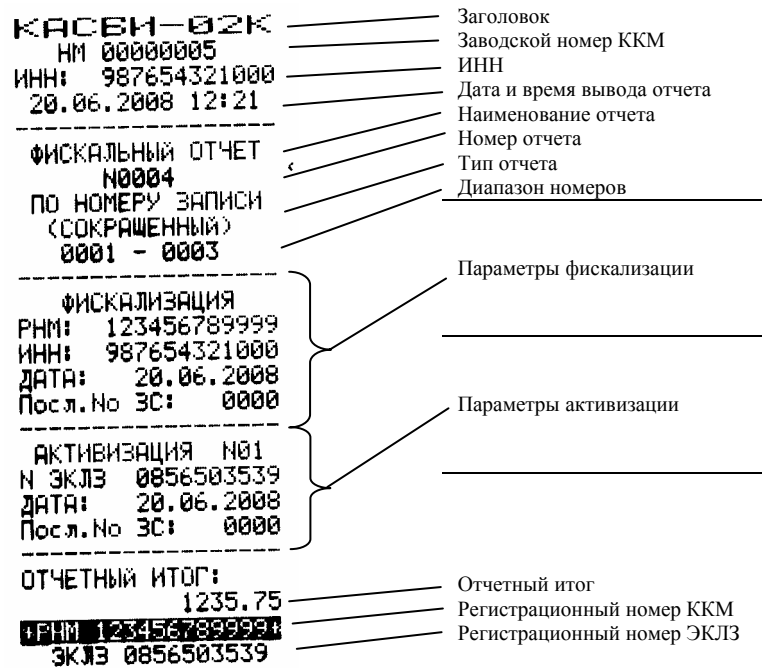 КАСБИ-02К
НМ 00000005
ИНН: 987654321000
20.06.2008 12:21
ФИСКАЛЬНЫЙ ОТЧЕТ
N0004
ПО НОМЕРУ ЗАПИСИ
(СОКРАЩЕННЫЙ)
0001 - 0003
ФИСКАЛИЗАЦИЯ
РНМ: 123456789999
ИНН: 987654321000
ДАТА: 20.06.2008
Посл.No ЗС: 0000
АКТИВИЗАЦИЯ N01
N ЭКЛЗ 0856503539
ДАТА: 20.06.2008
Посл.No ЗС: 0000
ОТЧЕТНЫЙ ИТОГ:
1235.75
+РНМ 123456789999+
ЭКЛЗ 0856503539
Заголовок
Заводской номер ККМ
ИНН
Дата и время вывода отчета
Наименование отчета
Номер отчета
Тип отчета
Диапазон номеров
Параметры фискализации
Параметры активизации
Отчетный итог
Регистрационный номер ККМ
Регистрационный номер ЭКЛЗ